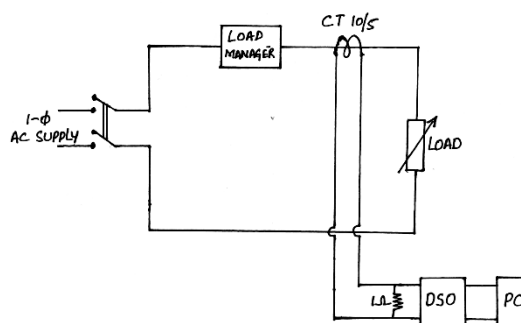 CT 10/5
LOAD
MANAGER
1-ϕ
AC SUPPLY
LOAD
1Ω
DSO
PC